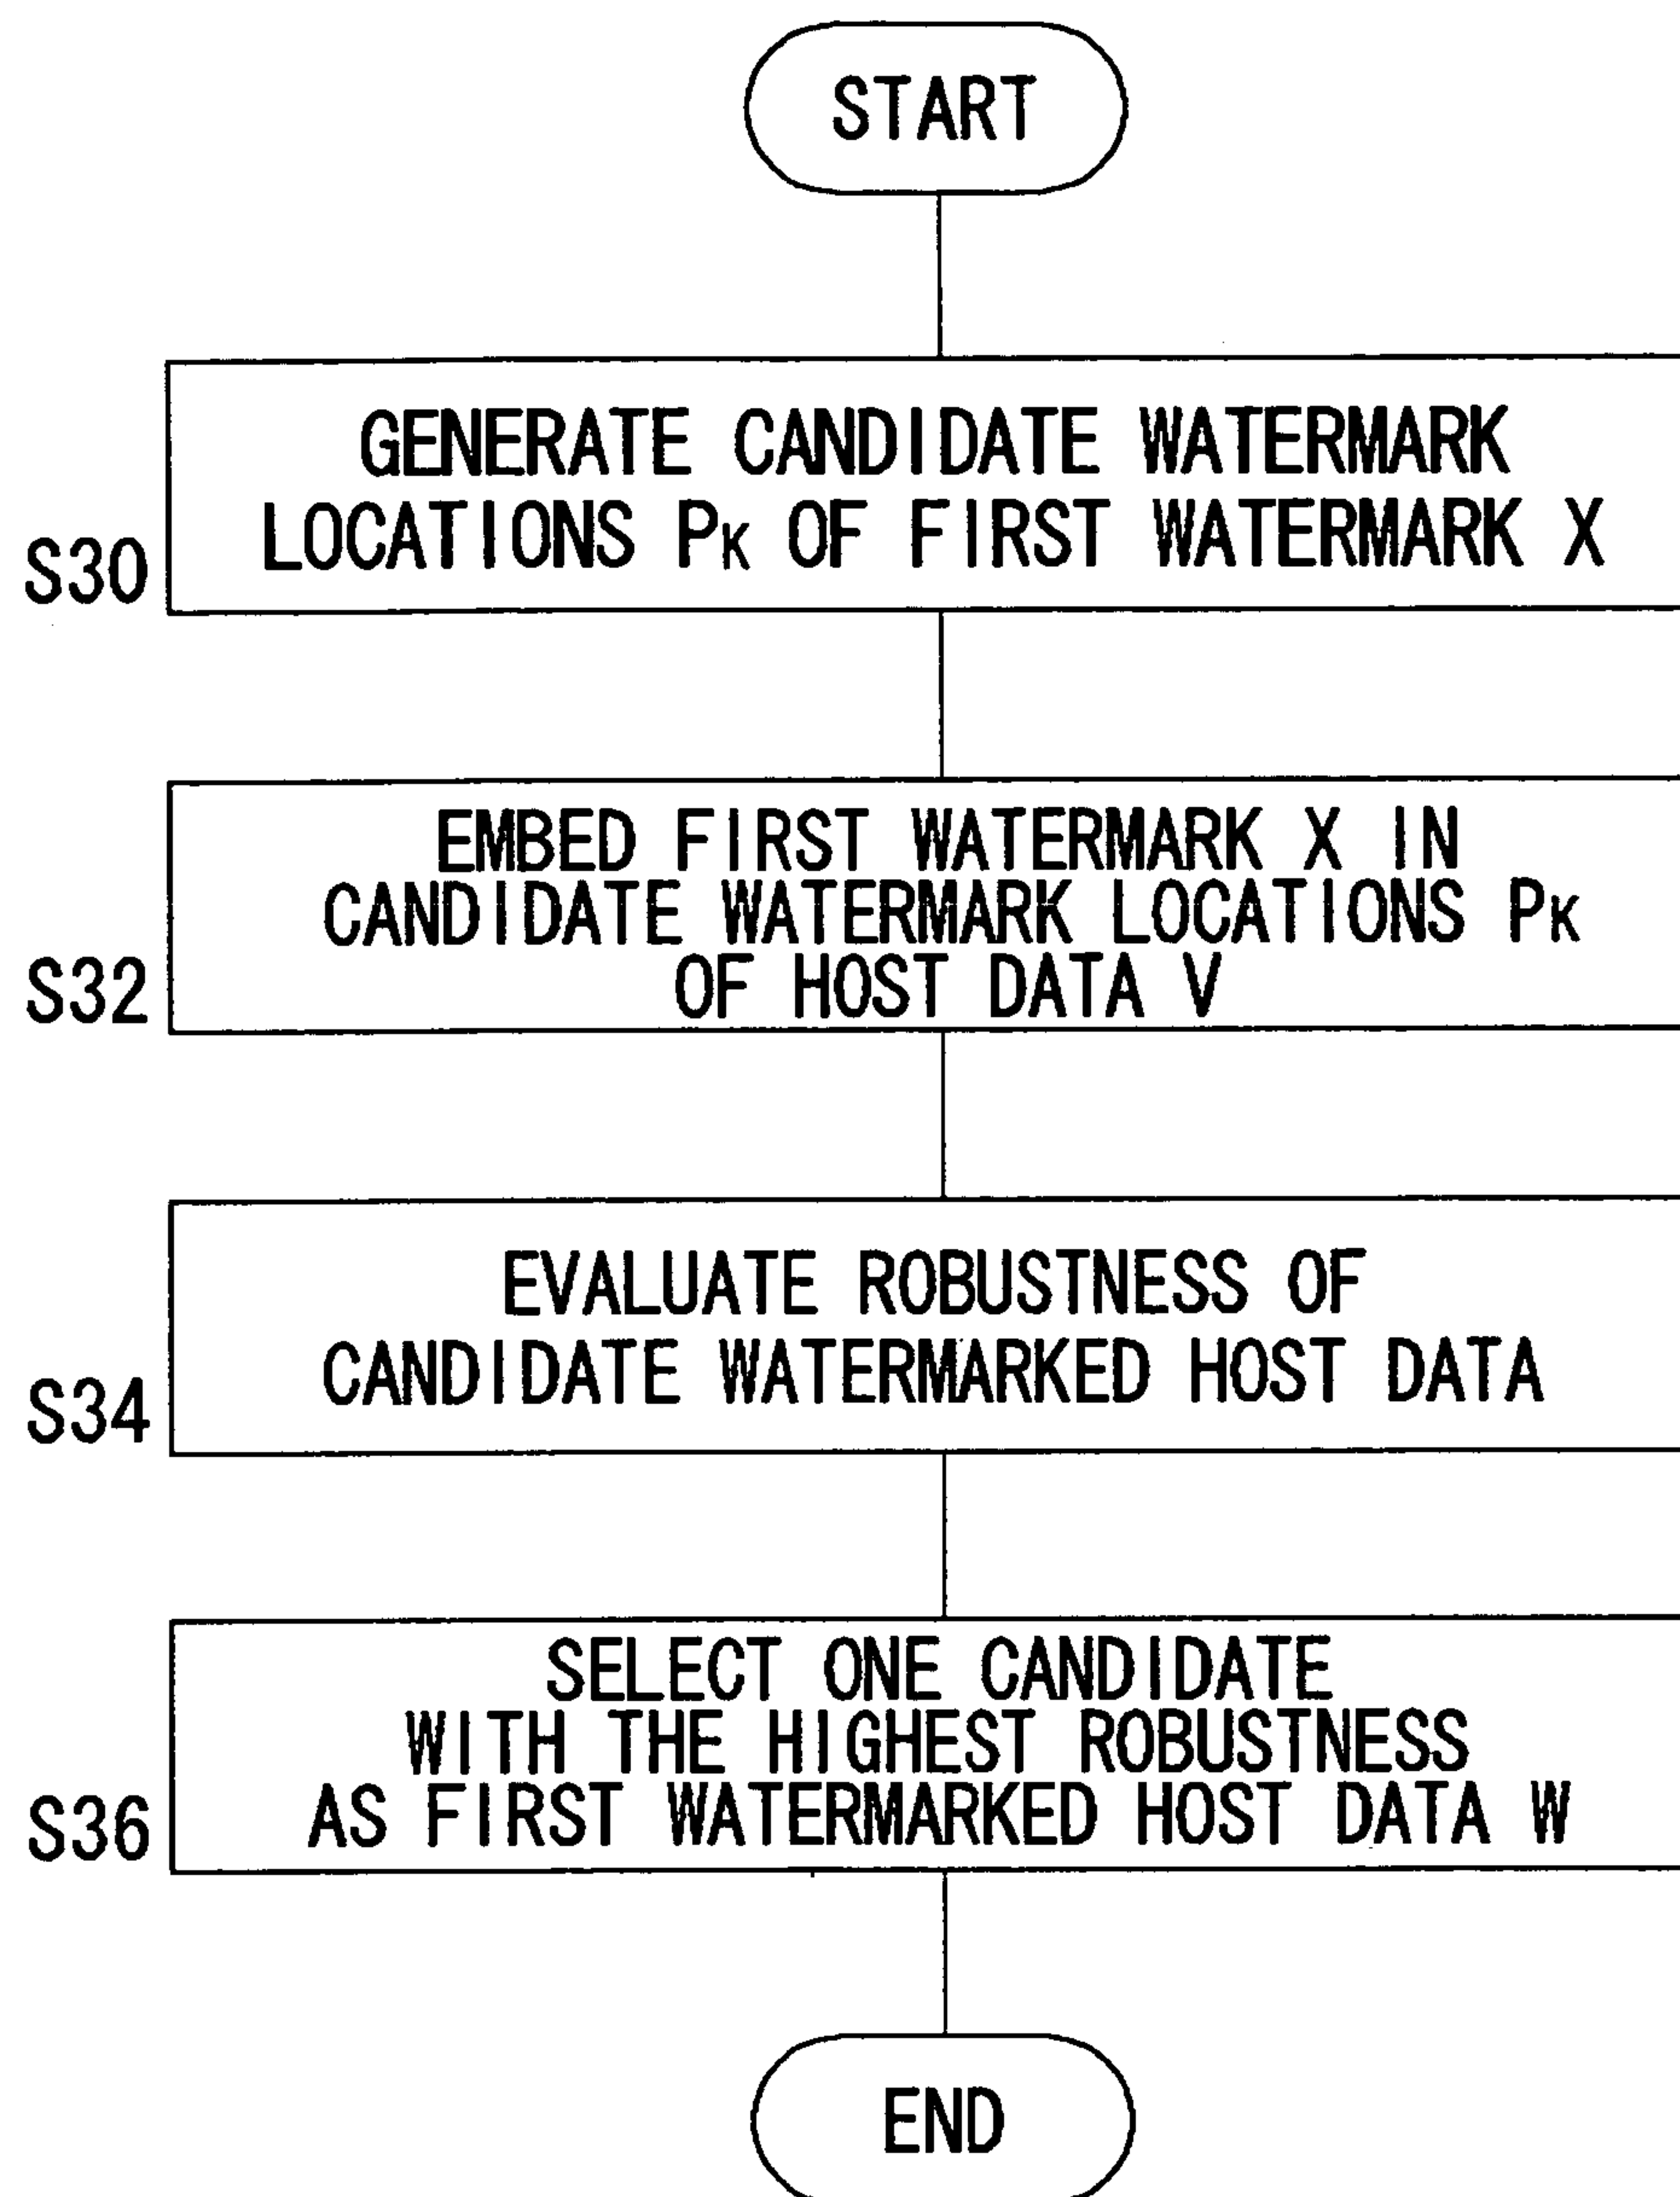 START
GENERATE CANDIDATE WATERMARK
LOCATIONS PK OF FIRST WATERMARK X
S30
EMBED FIRST WATERMARK X IN
CANDIDATE WATERMARK LOCATIONS PK
OF HOST DATA V
S32
EVALUATE ROBUSTNESS OF
CANDIDATE WATERMARKED HOST DATA
S34
SELECT ONE CANDIDATE
WITH THE HIGHEST ROBUSTNESS
AS FIRST WATERMARKED HOST DATA W
S36
END